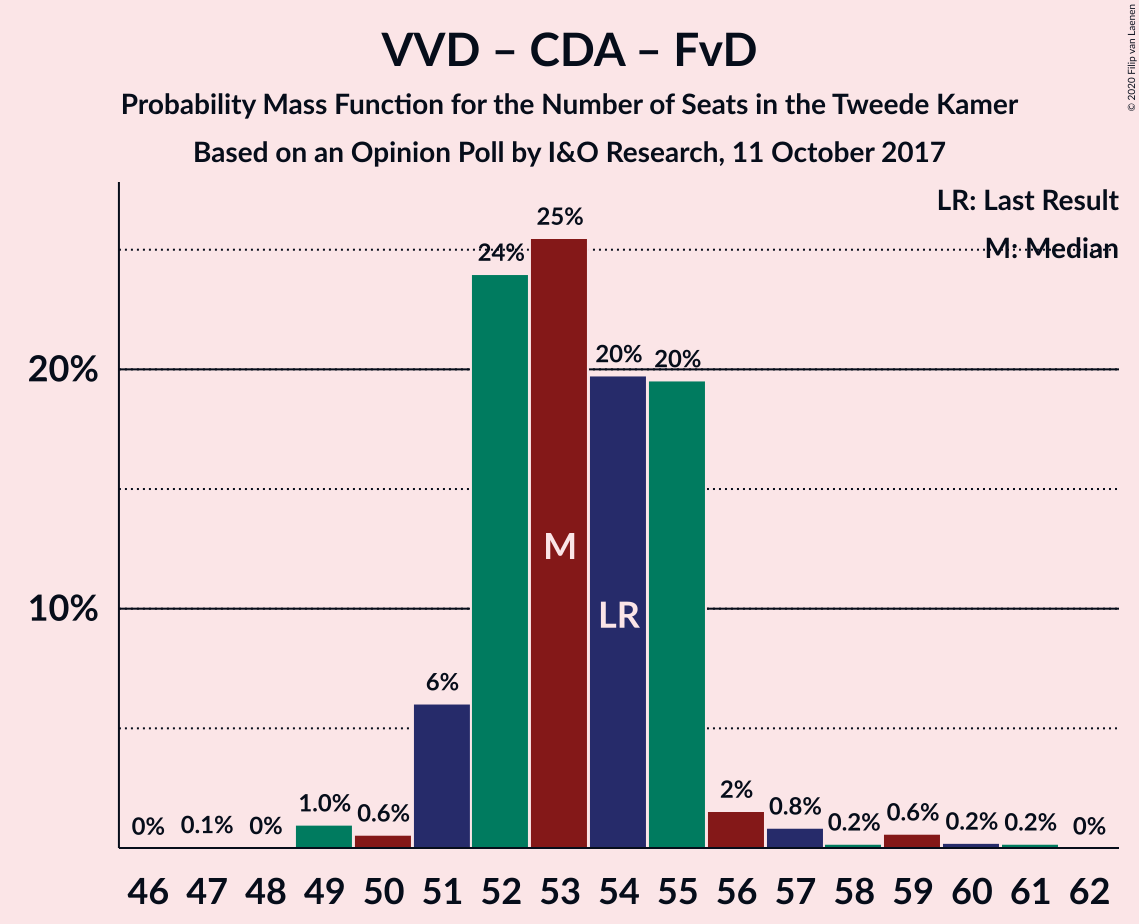 VVD – CDA – FvD
Probability Mass Function for the Number of Seats in the Tweede Kamer
Based on an Opinion Poll by I&O Research, 11 October 2017
© 2020 Filip van Laenen
LR: Last Result
M: Median
25%
24%
20%
20% 20%
M
10%
LR
6%
0% 0.1% 0% 1.0% 0.6% 2% 0.8% 0.2% 0.6% 0.2% 0.2% 0%
46 47 48 49 50 51 52 53 54 55 56 57 58 59 60 61 62